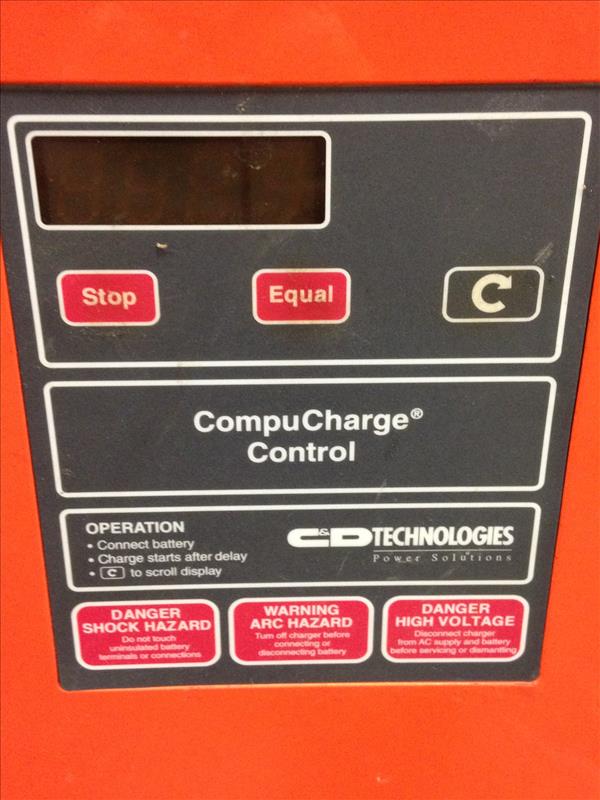 Stop
Equal
CompuCharge®
Control
OPERATION
• Connect battery
• Charge starts after delay
• C to scroll display
C&D TECHNOLOGIES
Power Solutions
DANGER
SHOCK HAZARD
Do not touch
uninsulated battery
terminals or connections
WARNING
ARC HAZARD
Turn off charger before
connecting or
disconnecting battery
DANGER
HIGH VOLTAGE
Disconnect charger
from AC supply and battery
before servicing or dismantling